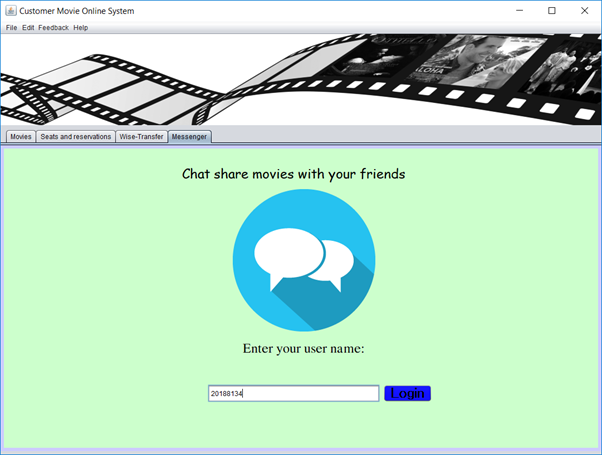 Customer Movie Online System
File Edit Feedback Help
ALOHA
Movies Seats and reservations Wise-Transfer Messenger
Chat share movies with your friends
Enter your user name:
20188134 Login